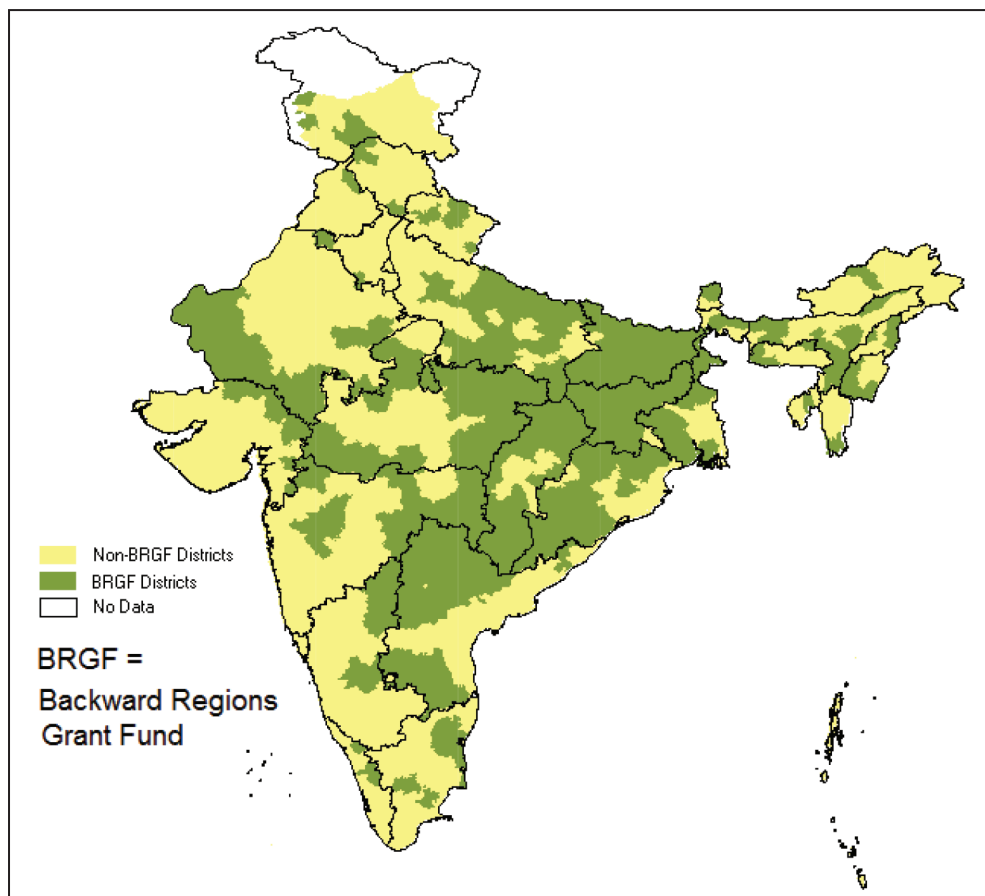 Non-BRGF Districts
BRGF Districts
No Data
BRGF =
Backward Regions
Grant Fund